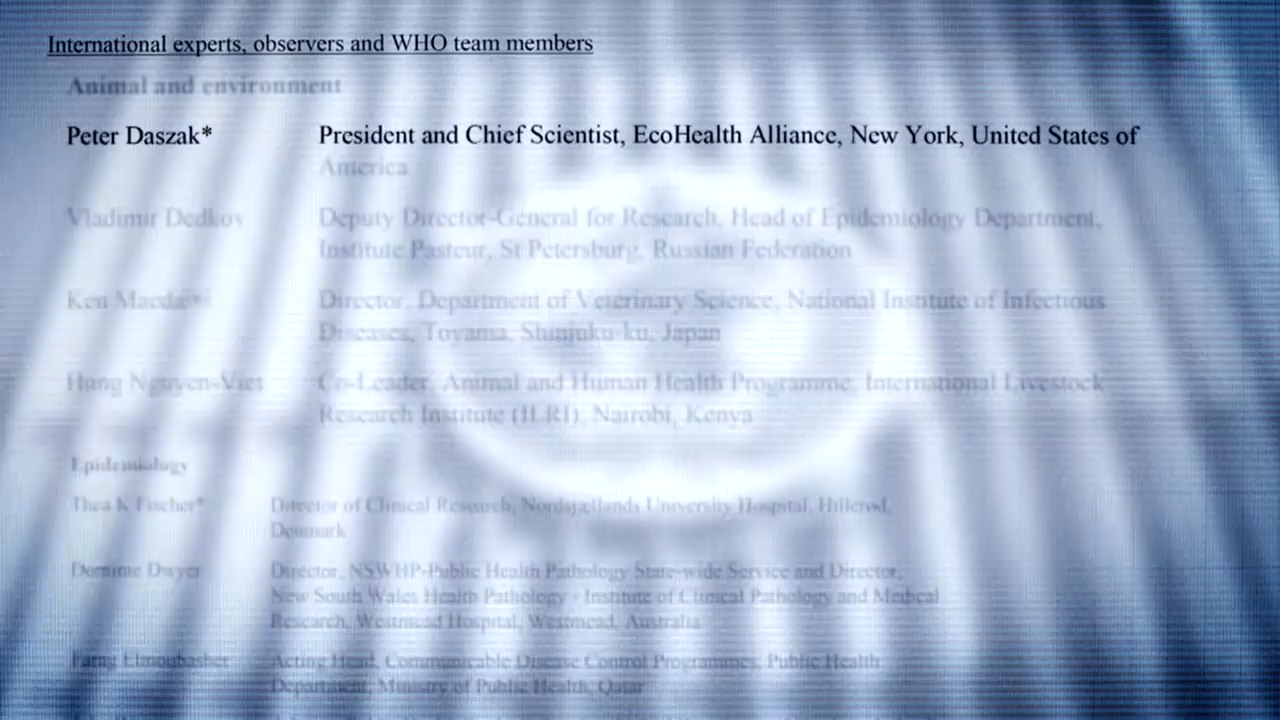 International experts, observers and WHO team members
Animal and environment
Peter Daszak* President and Chief Scientist, EcoHealth Alliance, New York, United States of
America
Vladimir Dedkov Deputy Director-General for Research, Head of Epidemiology Department,
Institute Pasteur, St Petersburg, Russian Federation
Ken Maeda* Director, Department of Veterinary Science, National Institute of Infectious
Diseases, Toyama, Shinjuku-ku, Japan
Hung Nguyen-Viet Co-Leader, Animal and Human Health Programme, International Livestock
Research Institute (ILRI), Nairobi, Kenya
Epidemiology
Thea K Fischer* Director of Clinical Research, Nordsjællands University Hospital, Hillerød,
Denmark
Dominic Dwyer Director, NSWHP-Public Health Pathology State-wide Service and Director,
New South Wales Health Pathology - Institute of Clinical Pathology and Medical
Research, Westmead Hospital, Westmead, Australia
Acting Head, Communicable Disease Control Programmes, Public Health
Department, Ministry of Public Health, Qatar